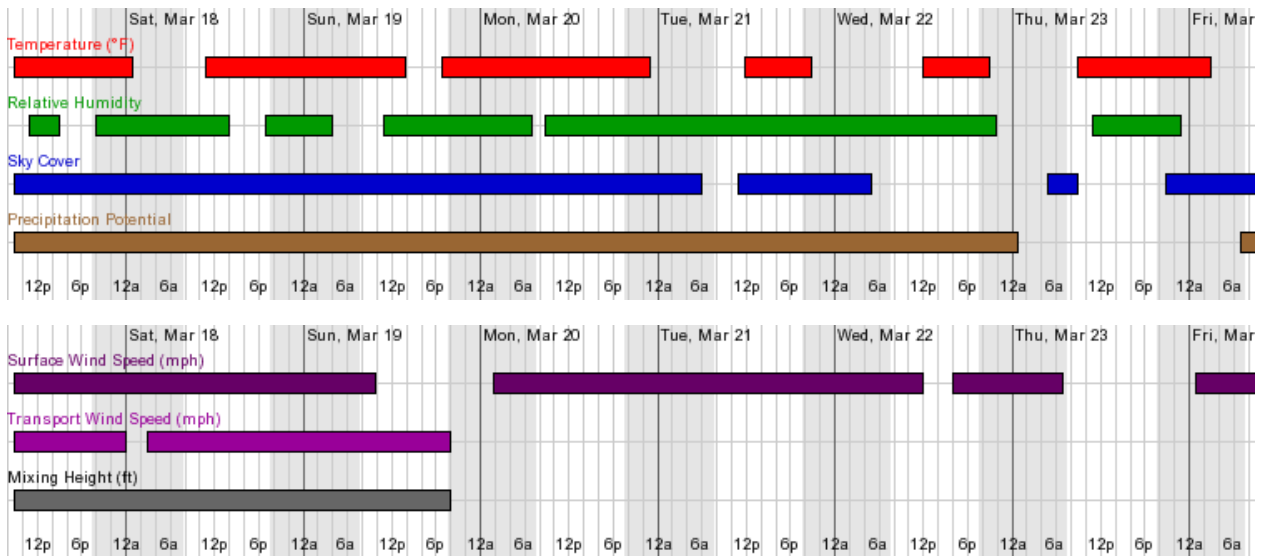 Sat, Mar 18 Sun, Mar 19 Mon, Mar 20 Tue, Mar 21 Wed, Mar 22 Thu, Mar 23 Fri, Mar
Temperature (°F)
Relative Humidity
Sky Cover
Precipitation Potential
12p 6p 12a 6a 12p 6p 12a 6a 12p 6p 12a 6a 12p 6p 12a 6a 12p 6p 12a 6a 12p 6p 12a 6a 12p 6p 12a 6a
Sat, Mar 18 Sun, Mar 19 Mon, Mar 20 Tue, Mar 21 Wed, Mar 22 Thu, Mar 23 Fri, Mar
Surface Wind Speed (mph)
Transport Wind Speed (mph)
Mixing Height (ft)
12p 6p 12a 6a 12p 6p 12a 6a 12p 6p 12a 6a 12p 6p 12a 6a 12p 6p 12a 6a 12p 6p 12a 6a 12p 6p 12a 6a